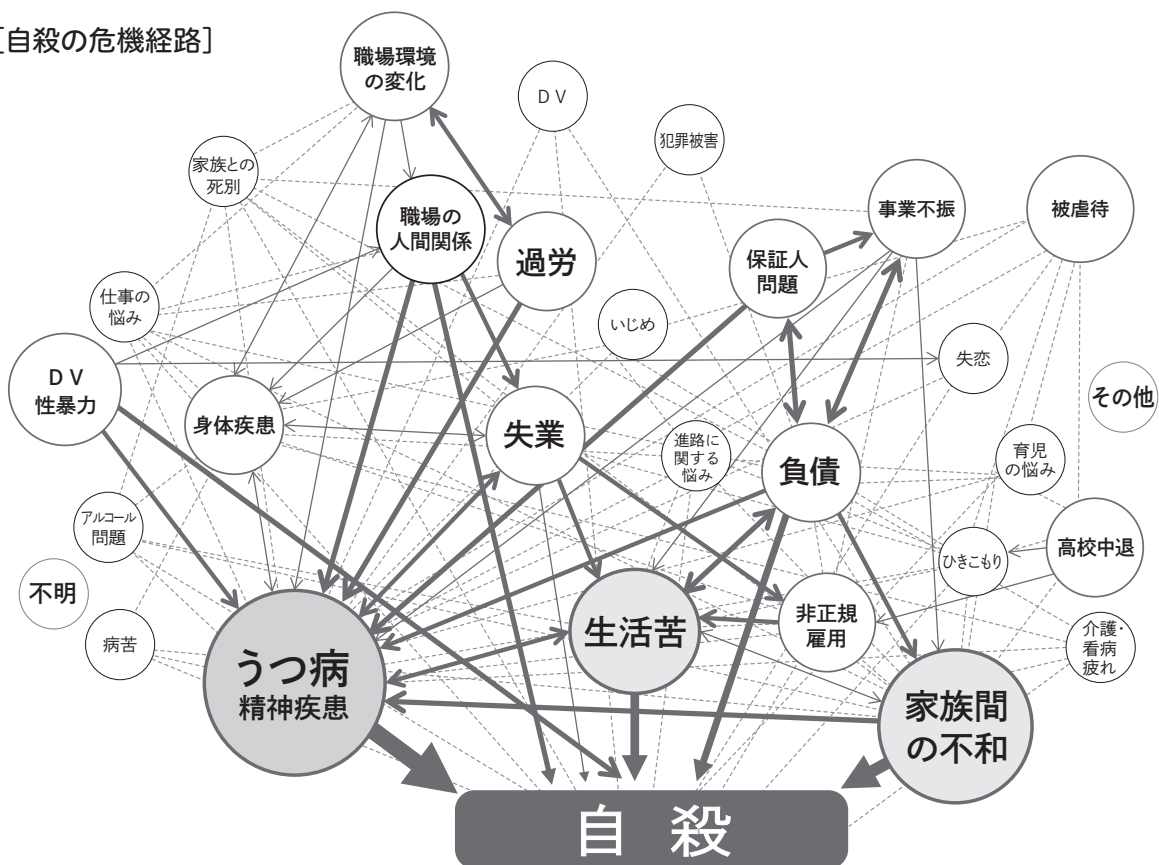 [自殺の危機経路]
職場環境
の変化
DV
犯罪被害
家族との
死別
職場の
人間関係
過労
保証人
問題
事業不振
被虐待
仕事の
悩み
いじめ
失恋
DV
性暴力
その他
身体疾患
失業
進路に
関する
悩み
負債
育児
の悩み
アルコール
問題
ひきこもり
高校中退
不明
病苦
生活苦
非正規
雇用
介護・
看病
疲れ
うつ病
精神疾患
家族間
の不和
自殺